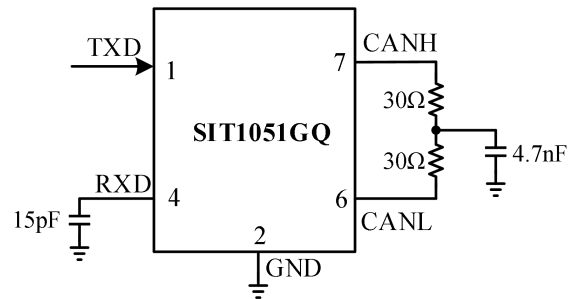 TXD
1
7
CANH
30Ω
SIT1051GQ
4.7nF
30Ω
RXD
4
6
15pF
CANL
2
GND